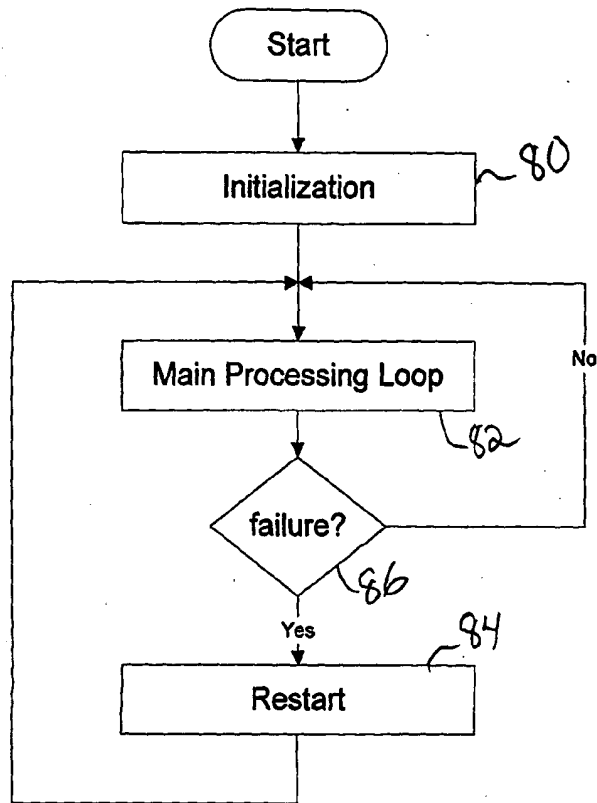 Start
Initialization
80
Main Processing Loop
No
82
failure?
86
Yes
84
Restart